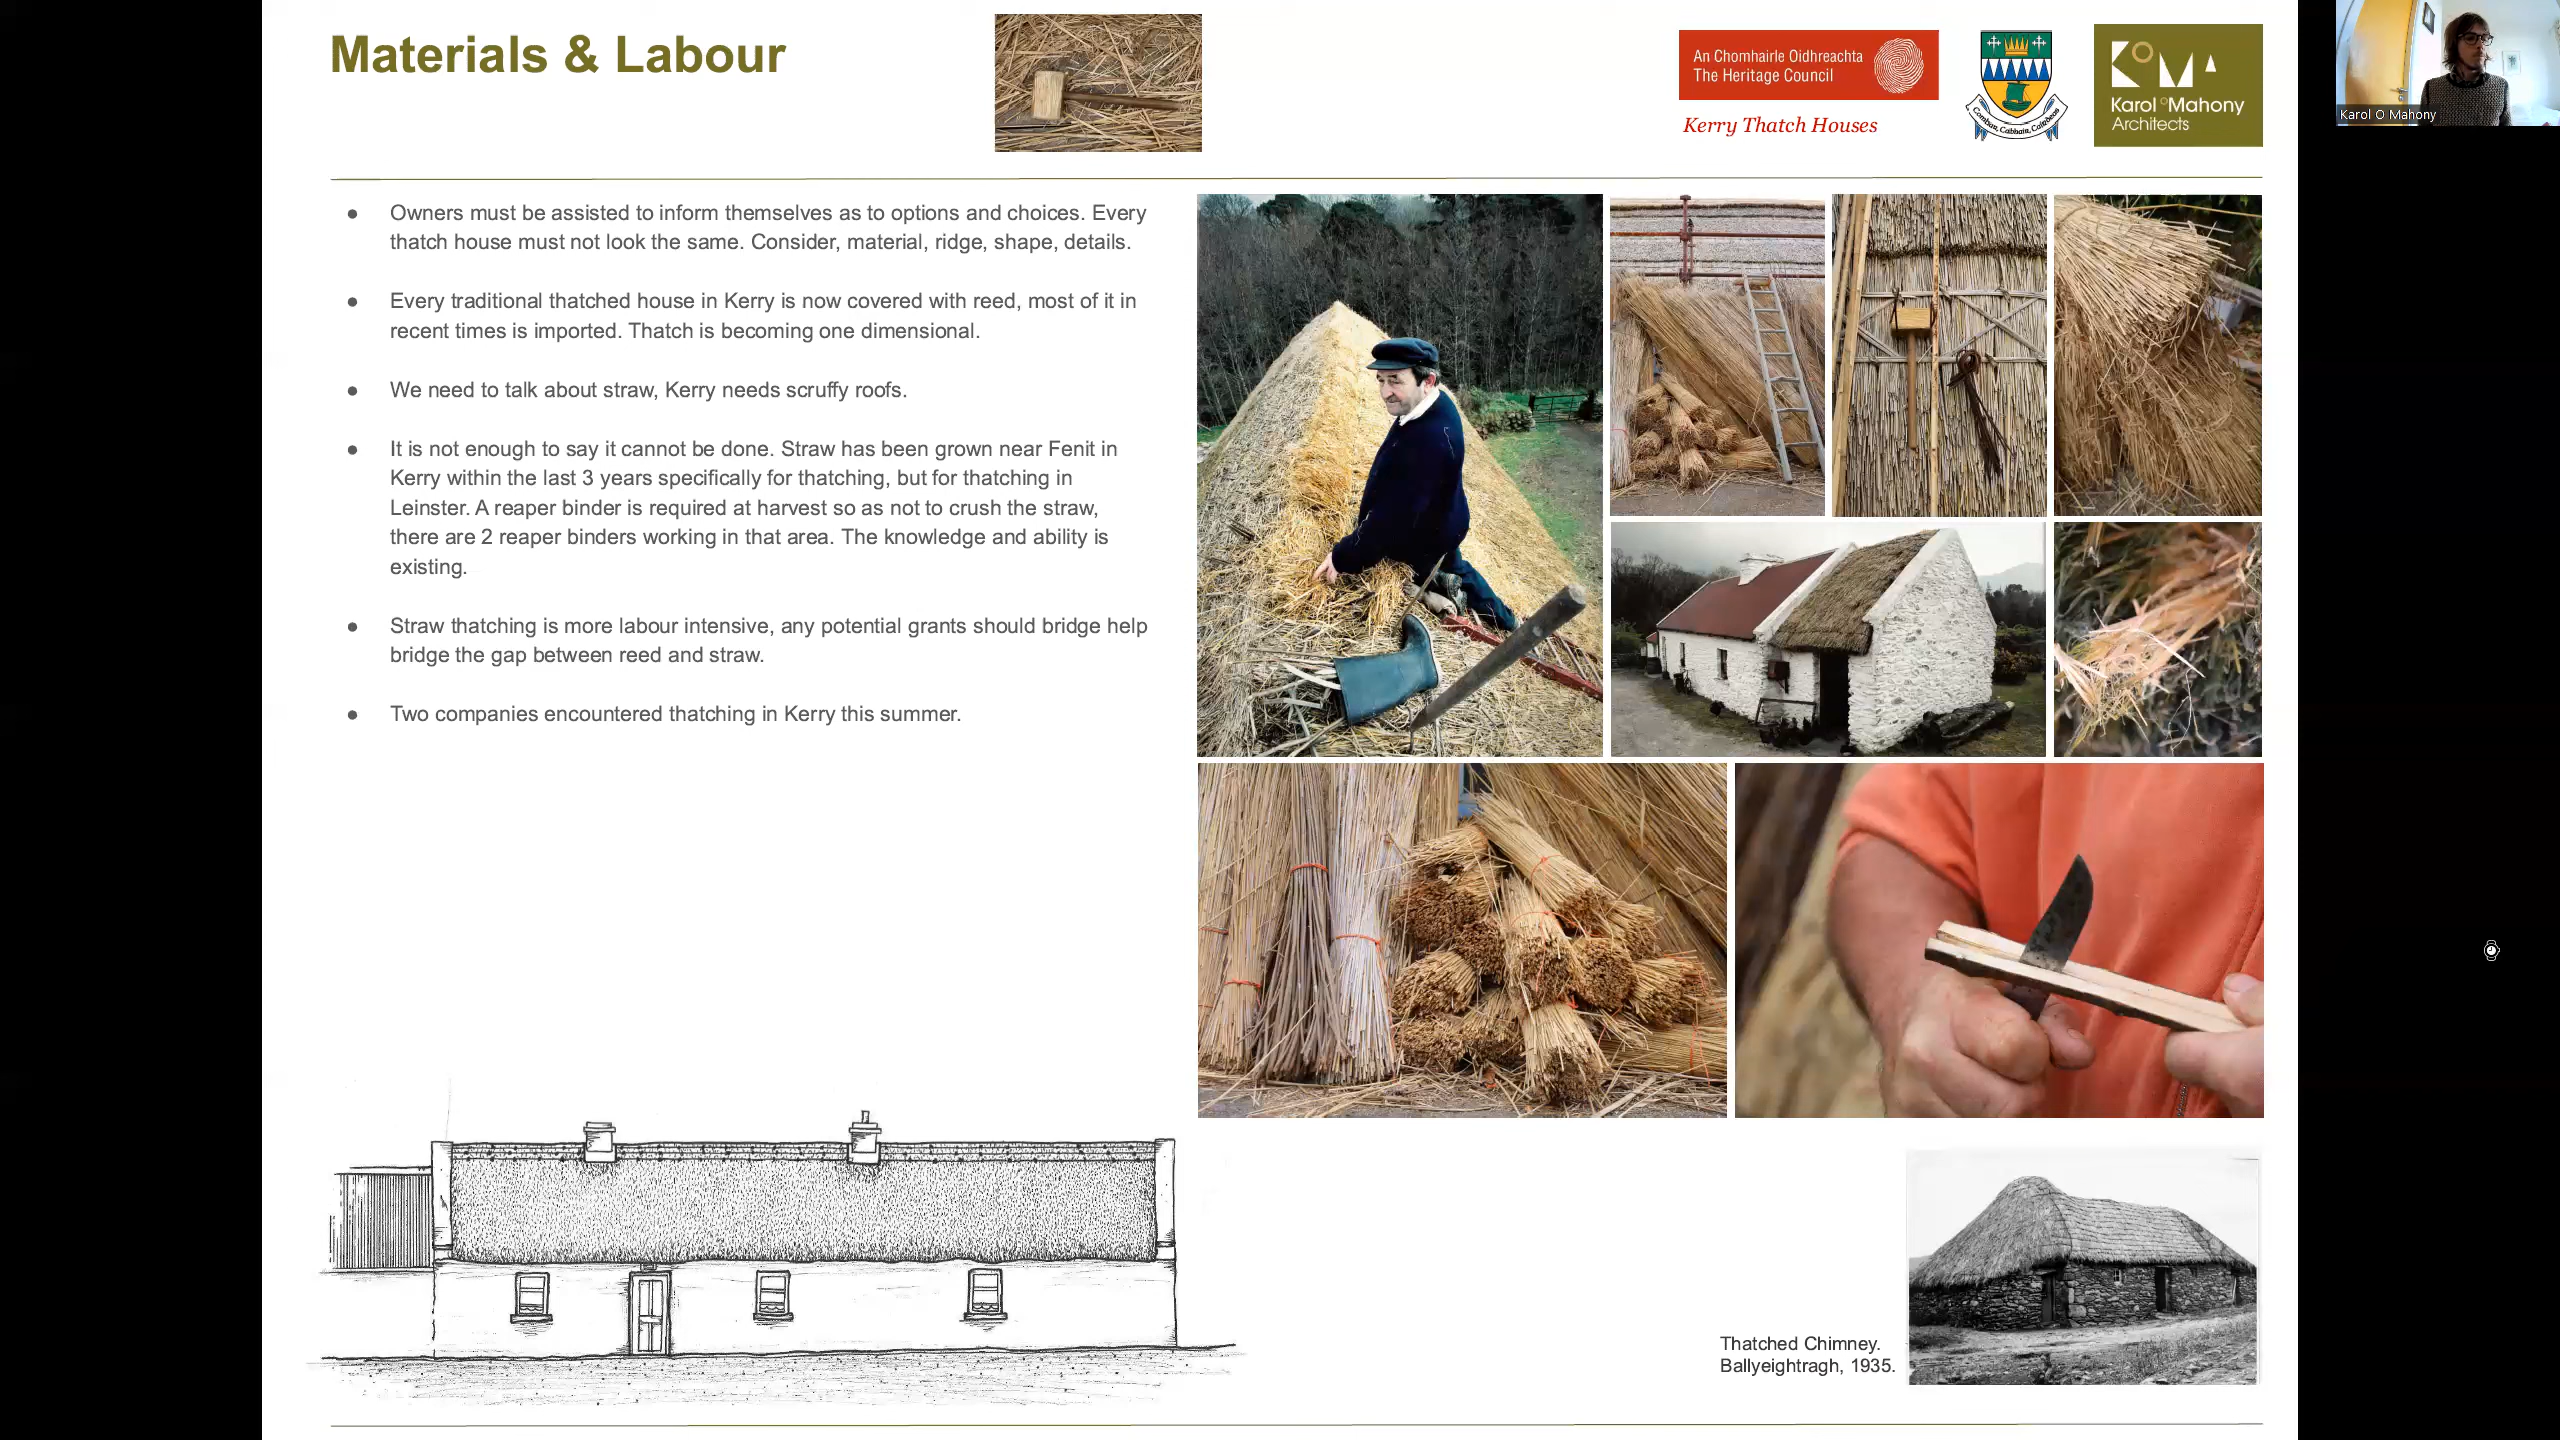 Materials & Labour
An Chomhairle Oidhreachta
The Heritage Council
Kerry Thatch Houses
Comhar, Cabhair, Cairdeas
KOMA
Karol O'Mahony
Architects
Karol O Mahony
● Owners must be assisted to inform themselves as to options and choices. Every
thatch house must not look the same. Consider, material, ridge, shape, details.
● Every traditional thatched house in Kerry is now covered with reed, most of it in
recent times is imported. Thatch is becoming one dimensional.
● We need to talk about straw, Kerry needs scruffy roofs.
● It is not enough to say it cannot be done. Straw has been grown near Fenit in
Kerry within the last 3 years specifically for thatching, but for thatching in
Leinster. A reaper binder is required at harvest so as not to crush the straw,
there are 2 reaper binders working in that area. The knowledge and ability is
existing.
● Straw thatching is more labour intensive, any potential grants should bridge help
bridge the gap between reed and straw.
● Two companies encountered thatching in Kerry this summer.
Thatched Chimney.
Ballyeightragh, 1935.